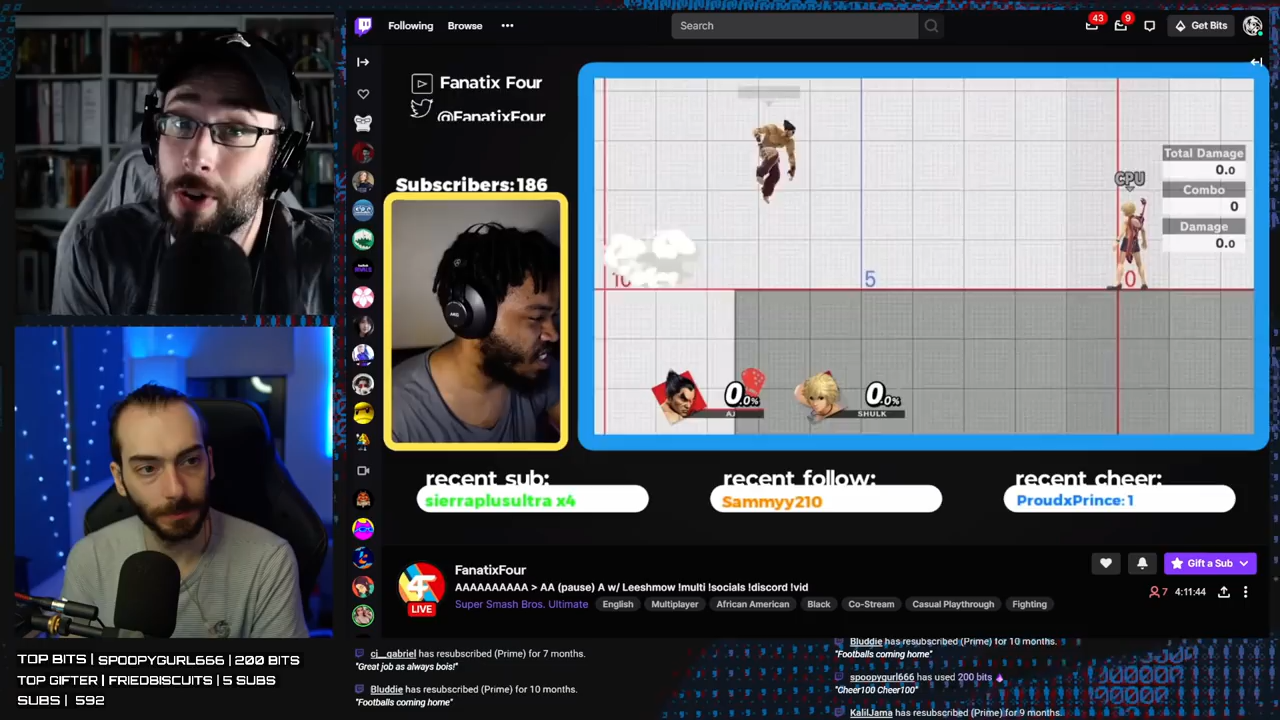 Following
Browse
Search
43
9
Get Bits
Fanatix Four
@FanatixFour
Subscribers: 186
Total Damage
0.0
CPU
Combo
0
Damage
0.0
10
5
0
0.0%
0.0%
SHULK
recent sub:
recent follow:
recent cheer:
sierraplusultra x4
Sammyy210
ProudxPrince: 1
FanatixFour
Gift a Sub
AAAAAAAAAA > AA (pause) A w/ Leeshmow !multi !socials !discord !vid
LIVE
Super Smash Bros. Ultimate
English
Multiplayer
African American
Black
Co-Stream
Casual Playthrough
Fighting
7
4:11:44
TOP BITS | SPOOPYGURL666 | 200 BITS
TOP GIFTER | FRIEDBISCUITS | 5 SUBS
SUBS | 592
cj_gabriel has resubscribed (Prime) for 7 months.
"Great job as always bois!"
Bluddie has resubscribed (Prime) for 10 months.
"Footballs coming home"
Bluddie has resubscribed (Prime) for 10 months.
"Footballs coming home"
spoopygurl666 has used 200 bits
"Cheer100 Cheer100"
KalilJama has resubscribed (Prime) for 9 months.